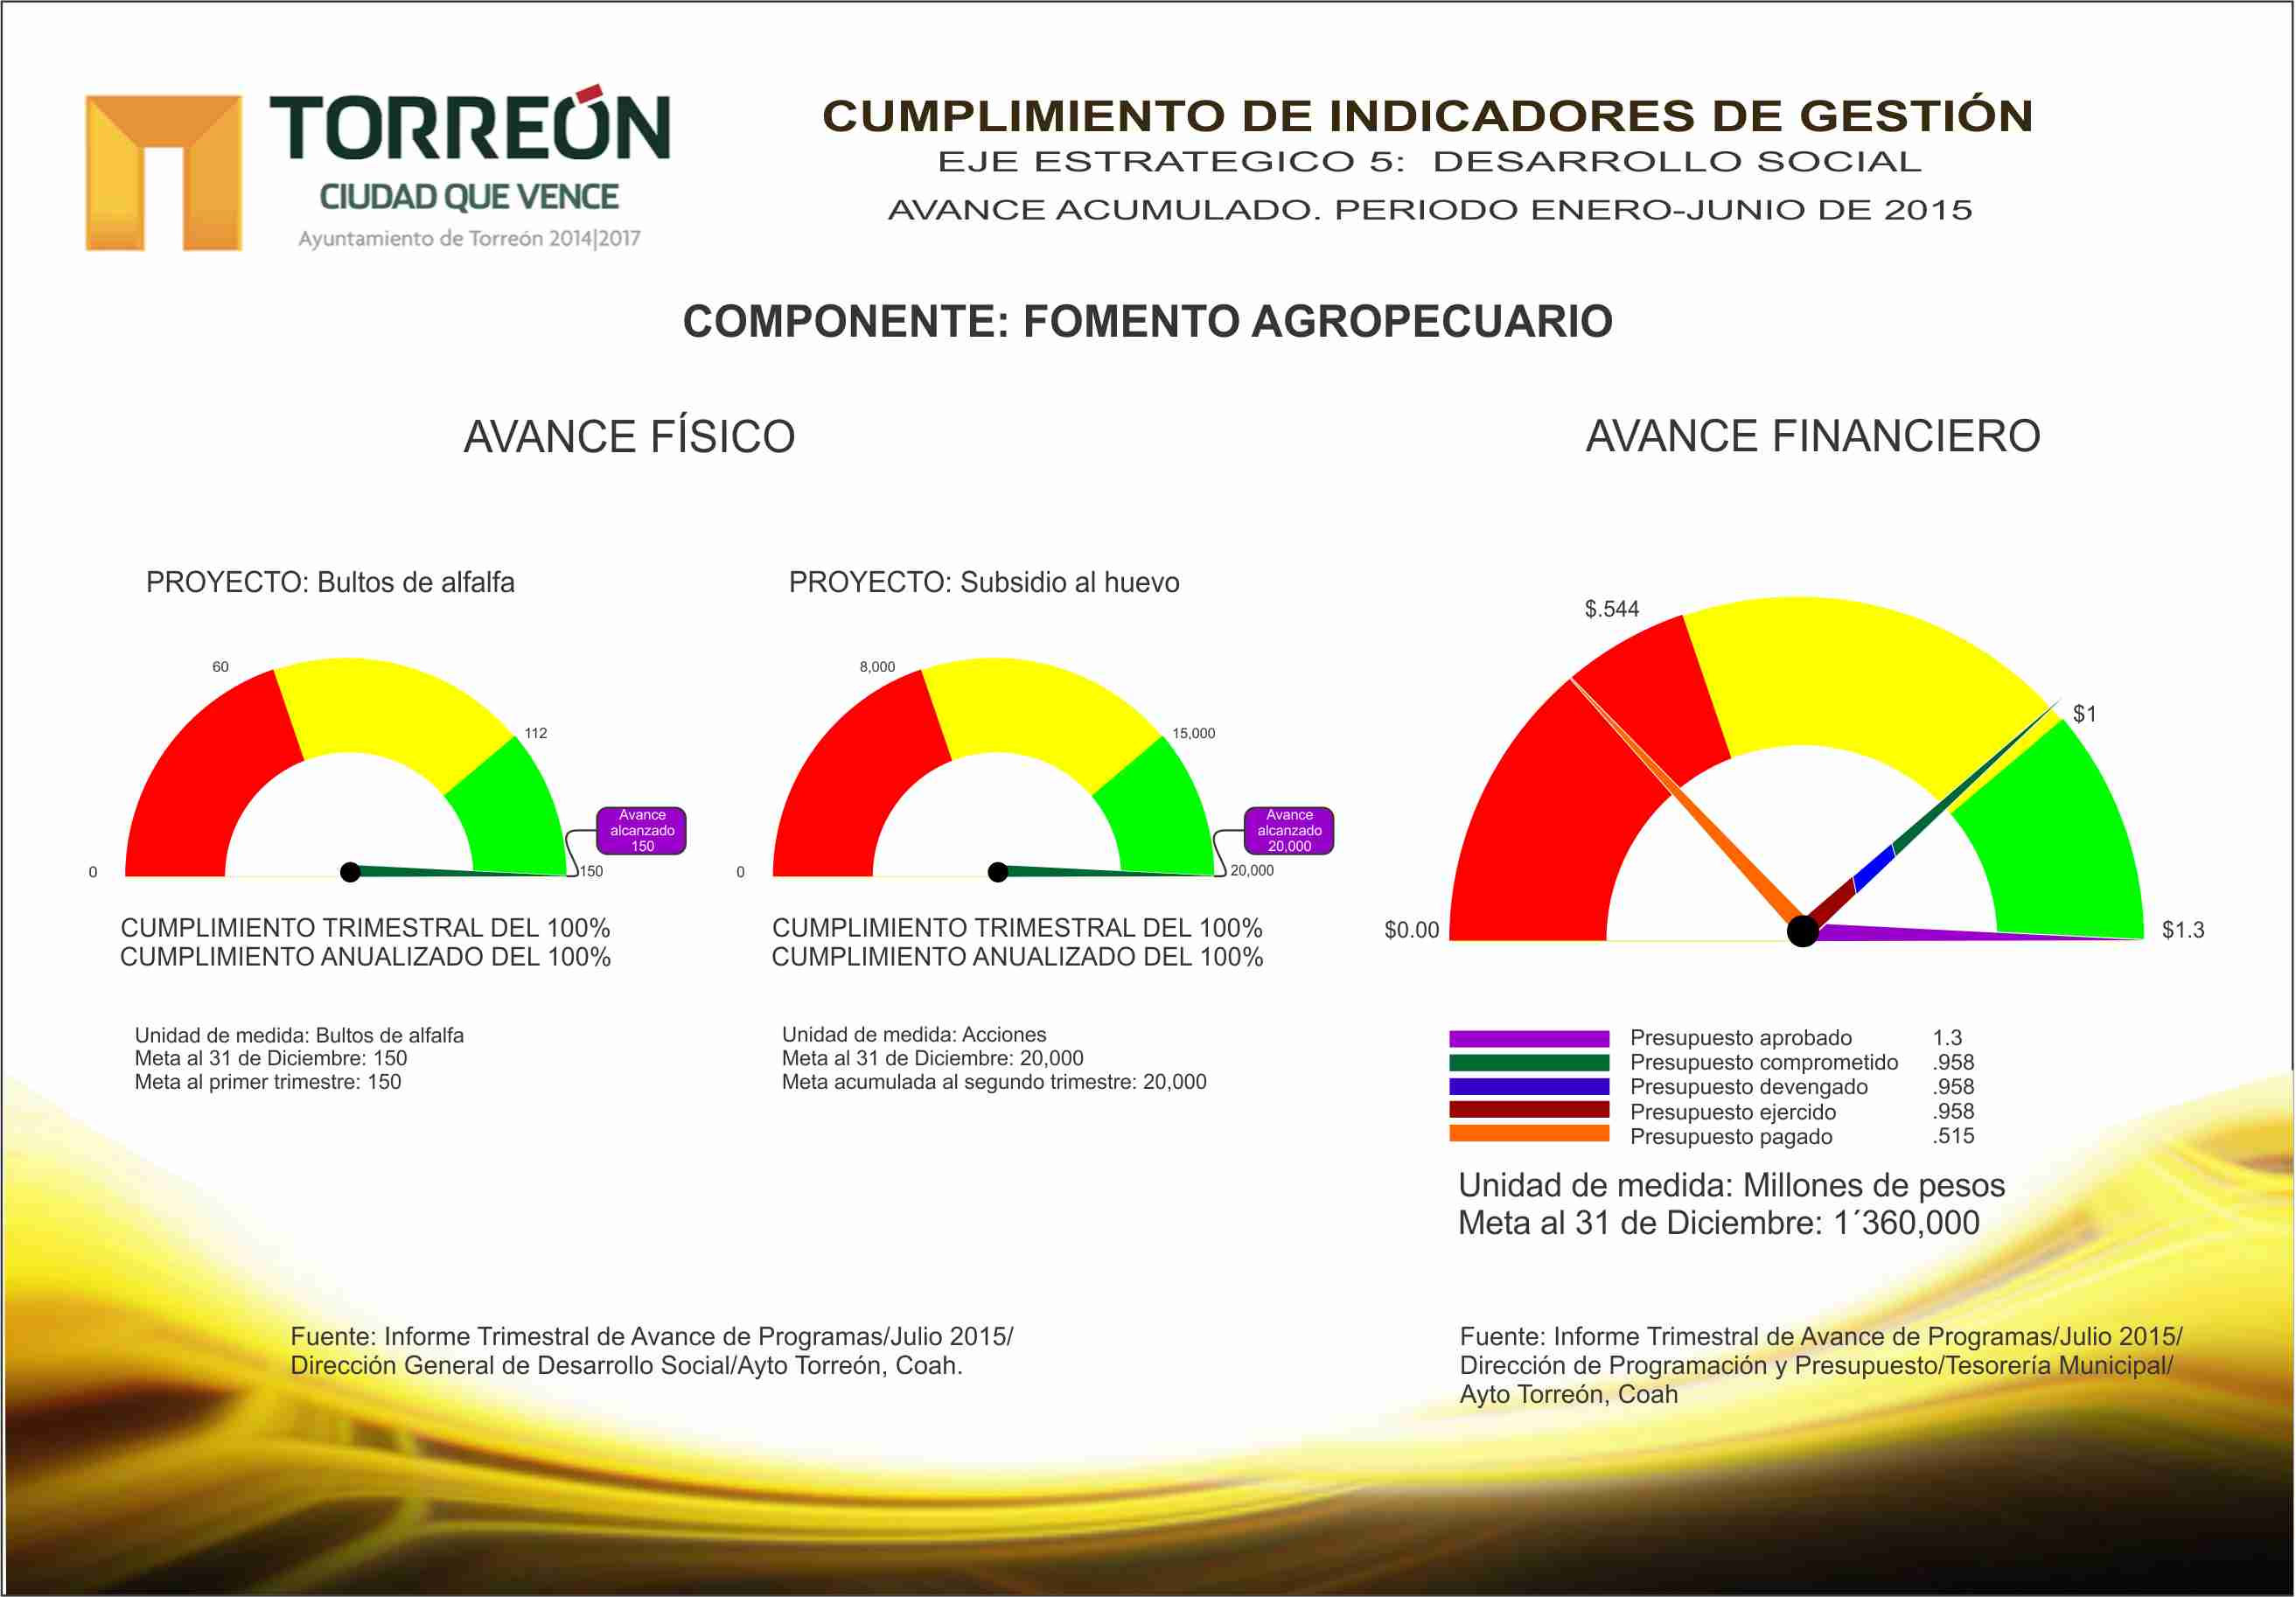 TORREÓN
CIUDAD QUE VENCE
Ayuntamiento de Torreón 2014|2017
CUMPLIMIENTO DE INDICADORES DE GESTIÓN
EJE ESTRATEGICO 5: DESARROLLO SOCIAL
AVANCE ACUMULADO. PERIODO ENERO-JUNIO DE 2015
COMPONENTE: FOMENTO AGROPECUARIO
AVANCE FÍSICO
PROYECTO: Bultos de alfalfa
60
112
0
150
Avance
alcanzado
150
CUMPLIMIENTO TRIMESTRAL DEL 100%
CUMPLIMIENTO ANUALIZADO DEL 100%
Unidad de medida: Bultos de alfalfa
Meta al 31 de Diciembre: 150
Meta al primer trimestre: 150
PROYECTO: Subsidio al huevo
8,000
15,000
0
20,000
Avance
alcanzado
20,000
CUMPLIMIENTO TRIMESTRAL DEL 100%
CUMPLIMIENTO ANUALIZADO DEL 100%
Unidad de medida: Acciones
Meta al 31 de Diciembre: 20,000
Meta acumulada al segundo trimestre: 20,000
Fuente: Informe Trimestral de Avance de Programas/Julio 2015/
Dirección General de Desarrollo Social/Ayto Torreón, Coah.
AVANCE FINANCIERO
$.544
$1
$0.00
$1.3
Presupuesto aprobado 1.3
Presupuesto comprometido .958
Presupuesto devengado .958
Presupuesto ejercido .958
Presupuesto pagado .515
Unidad de medida: Millones de pesos
Meta al 31 de Diciembre: 1´360,000
Fuente: Informe Trimestral de Avance de Programas/Julio 2015/
Dirección de Programación y Presupuesto/Tesorería Municipal/
Ayto Torreón, Coah